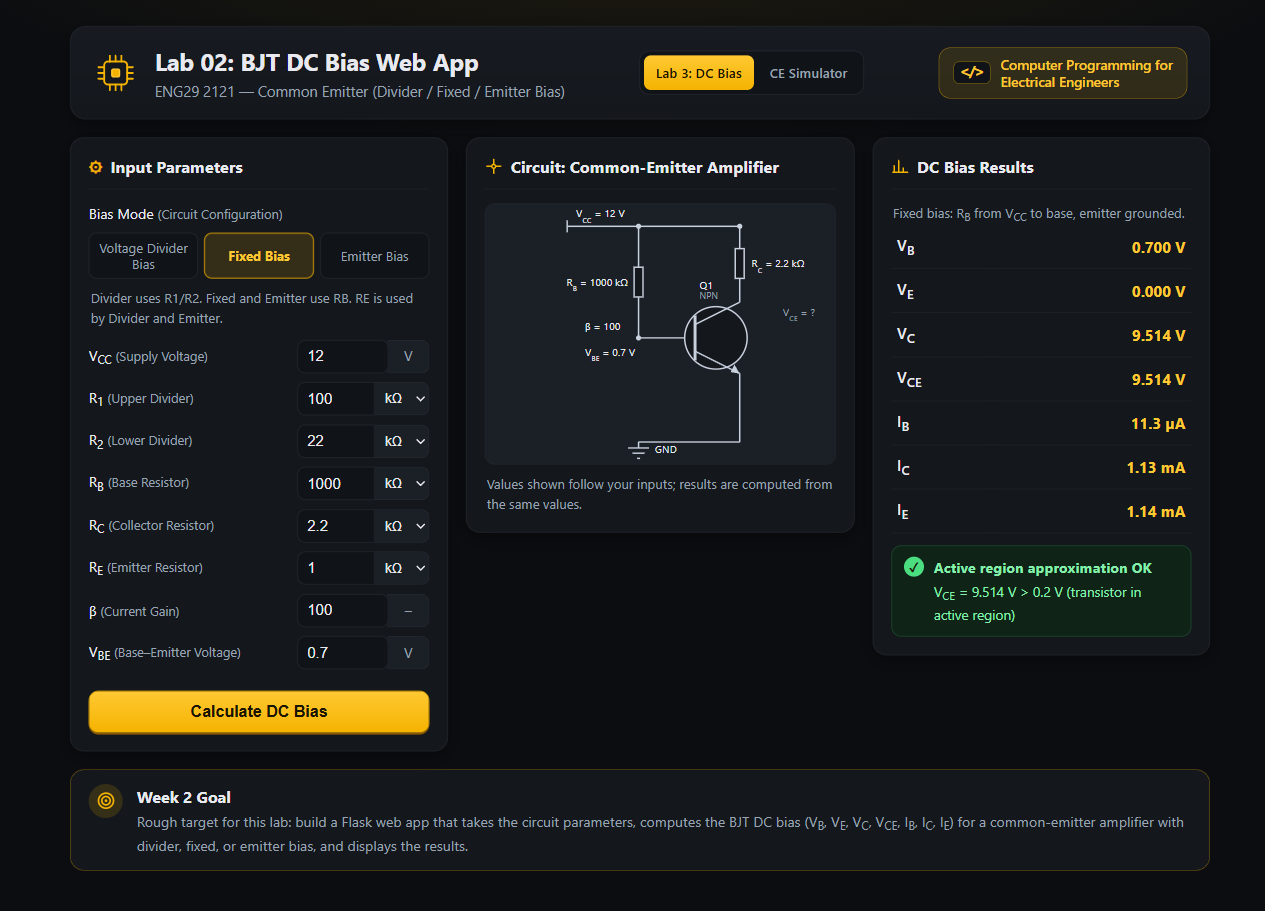 Lab 02: BJT DC Bias Web App
ENG29 2121 — Common Emitter (Divider / Fixed / Emitter Bias)
Lab 3: DC Bias
CE Simulator
</>
Computer Programming for
Electrical Engineers
Input Parameters
Bias Mode (Circuit Configuration)
Voltage Divider
Bias
Fixed Bias
Emitter Bias
Divider uses R1/R2. Fixed and Emitter use RB. RE is used
by Divider and Emitter.
VCC (Supply Voltage) 12 V
R1 (Upper Divider) 100 kΩ
R2 (Lower Divider) 22 kΩ
RB (Base Resistor) 1000 kΩ
RC (Collector Resistor) 2.2 kΩ
RE (Emitter Resistor) 1 kΩ
β (Current Gain) 100 –
VBE (Base–Emitter Voltage) 0.7 V
Calculate DC Bias
Circuit: Common-Emitter Amplifier
VCC = 12 V
RC = 2.2 kΩ
RB = 1000 kΩ
Q1
NPN
VCE = ?
β = 100
VBE = 0.7 V
GND
Values shown follow your inputs; results are computed from
the same values.
DC Bias Results
Fixed bias: RB from VCC to base, emitter grounded.
VB 0.700 V
VE 0.000 V
VC 9.514 V
VCE 9.514 V
IB 11.3 µA
IC 1.13 mA
IE 1.14 mA
Active region approximation OK
VCE = 9.514 V > 0.2 V (transistor in
active region)
Week 2 Goal
Rough target for this lab: build a Flask web app that takes the circuit parameters, computes the BJT DC bias (VB, VE, VC, VCE, IB, IC, IE) for a common-emitter amplifier with
divider, fixed, or emitter bias, and displays the results.